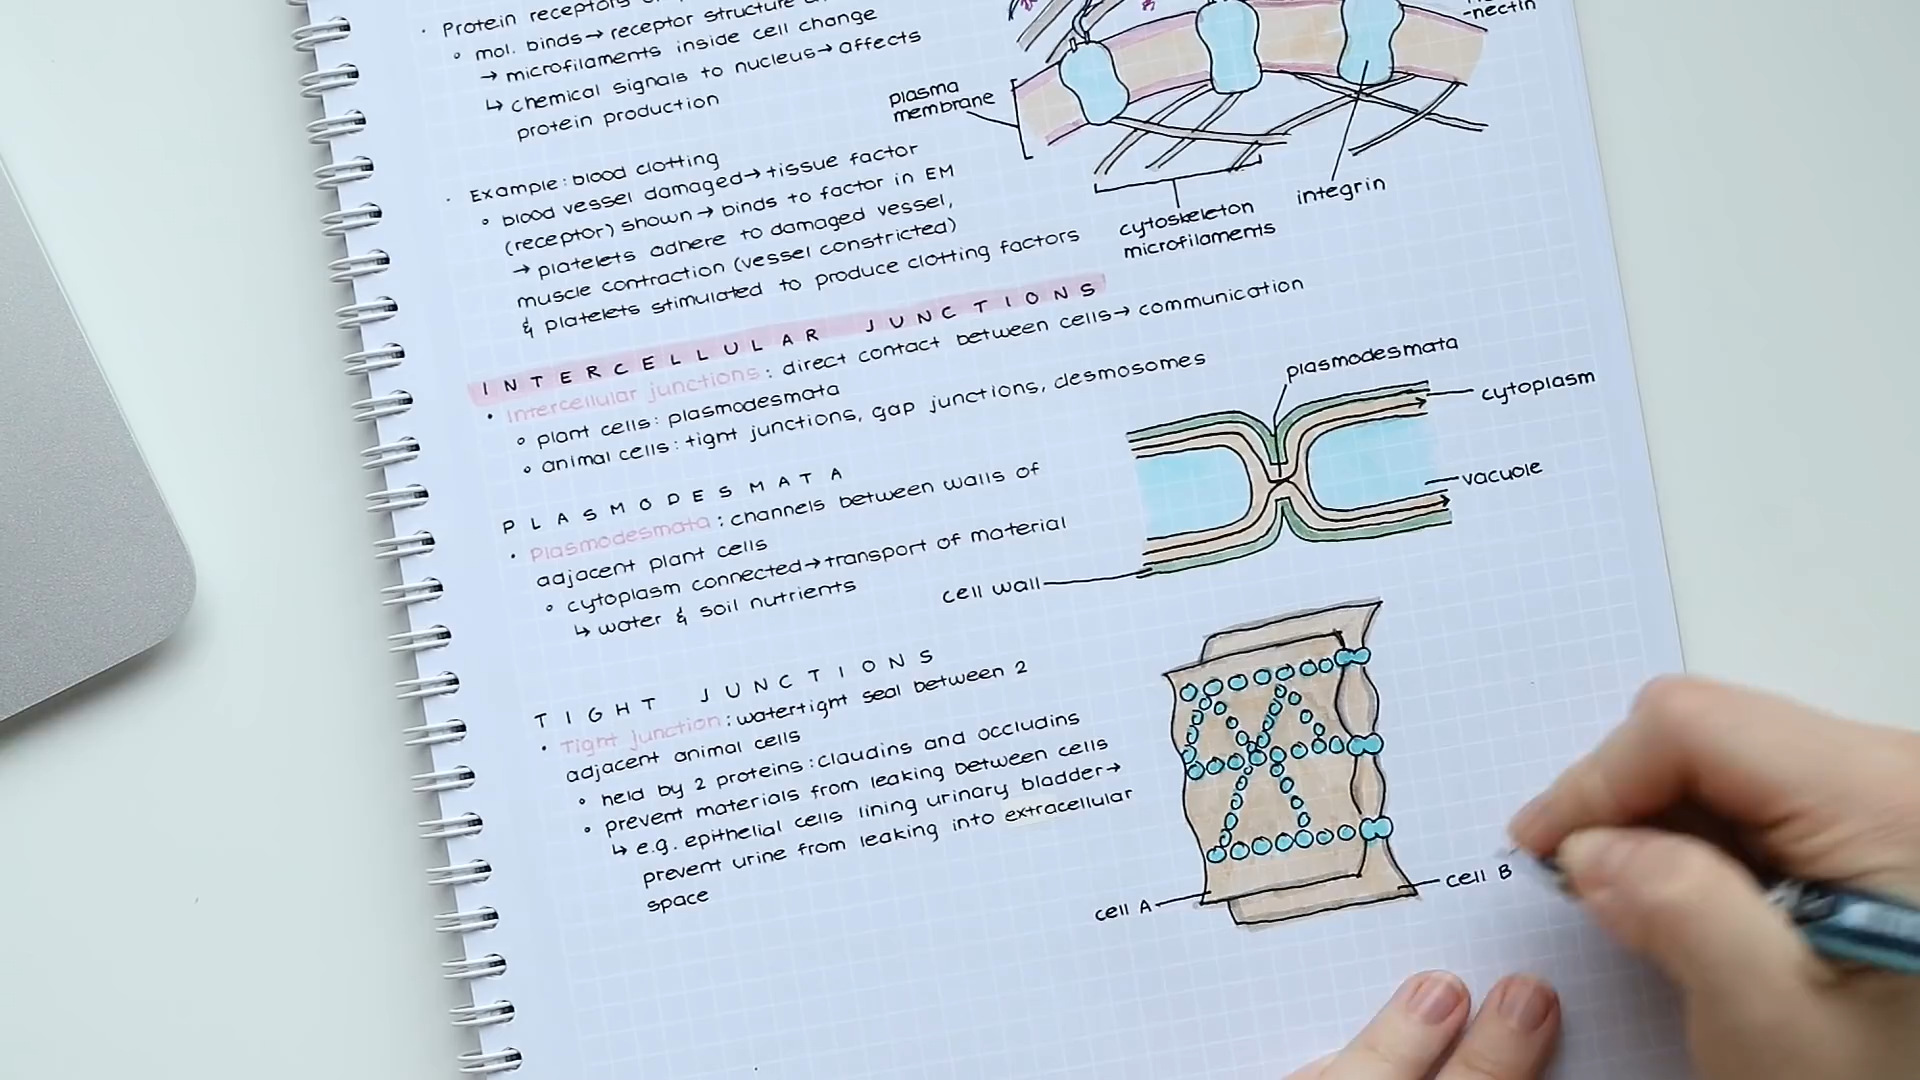 · Protein receptors
∘ mol. binds→ receptor structure
→ microfilaments inside cell change
↳ chemical signals to nucleus→ affects
protein production
· Example: blood clotting
∘ blood vessel damaged→ tissue factor
(receptor) shown→ binds to factor in EM
→ platelets adhere to damaged vessel,
muscle contraction (vessel constricted)
& platelets stimulated to produce clotting factors
INTERCELLULAR JUNCTIONS
• Intercellular junctions: direct contact between cells→ communication
∘ plant cells: plasmodesmata
∘ animal cells: tight junctions, gap junctions, desmosomes
PLASMODESMATA
• Plasmodesmata: channels between walls of
adjacent plant cells
∘ cytoplasm connected→ transport of material
↳ water & soil nutrients
TIGHT JUNCTIONS
• Tight junction: watertight seal between 2
adjacent animal cells
∘ held by 2 proteins: claudins and occludins
∘ prevent materials from leaking between cells
↳ e.g. epithelial cells lining urinary bladder→
prevent urine from leaking into extracellular
space
-nectin
plasma
membrane
cytoskeleton
microfilaments
integrin
plasmodesmata
cytoplasm
vacuole
cell wall
cell A
cell B